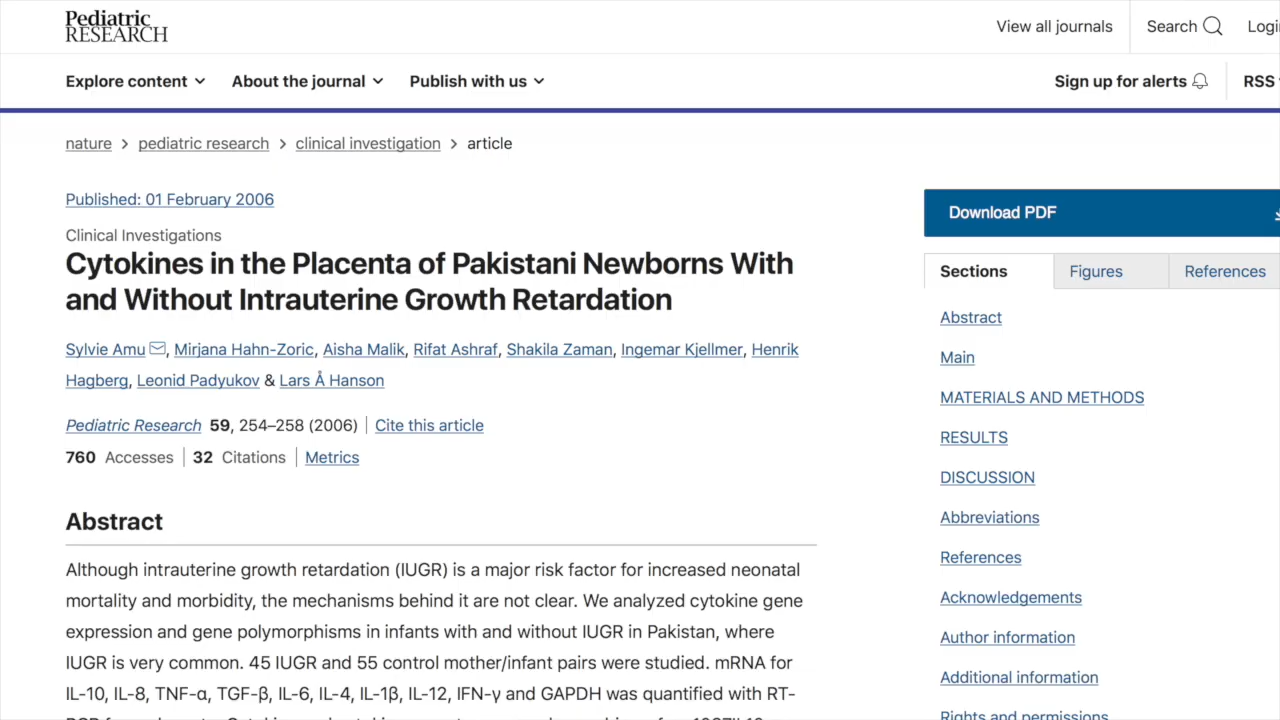 Pediatric
RESEARCH
View all journals
Search
Explore content
About the journal
Publish with us
Sign up for alerts
RSS
nature > pediatric research > clinical investigation > article
Published: 01 February 2006
Clinical Investigations
Cytokines in the Placenta of Pakistani Newborns With
and Without Intrauterine Growth Retardation
Sylvie Amu, Mirjana Hahn-Zoric, Aisha Malik, Rifat Ashraf, Shakila Zaman, Ingemar Kjellmer, Henrik
Hagberg, Leonid Padyukov & Lars Å Hanson
Pediatric Research 59, 254–258 (2006) | Cite this article
760 Accesses | 32 Citations | Metrics
Abstract
Although intrauterine growth retardation (IUGR) is a major risk factor for increased neonatal
mortality and morbidity, the mechanisms behind it are not clear. We analyzed cytokine gene
expression and gene polymorphisms in infants with and without IUGR in Pakistan, where
IUGR is very common. 45 IUGR and 55 control mother/infant pairs were studied. mRNA for
IL-10, IL-8, TNF-α, TGF-β, IL-6, IL-4, IL-1β, IL-12, IFN-γ and GAPDH was quantified with RT-
Download PDF
Sections
Figures
References
Abstract
Main
MATERIALS AND METHODS
RESULTS
DISCUSSION
Abbreviations
References
Acknowledgements
Author information
Additional information
Rights and permissions